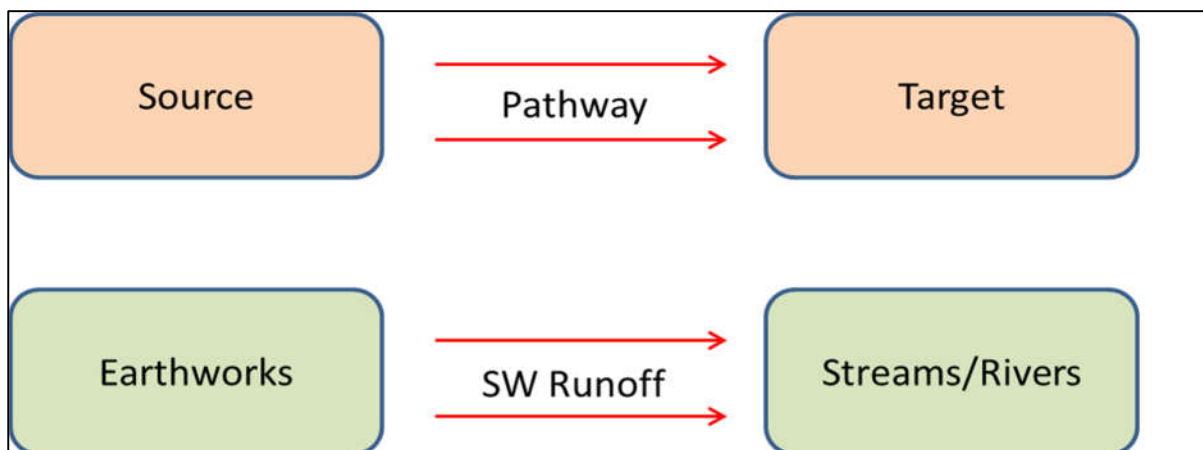 Source
Pathway
Target
Earthworks
SW Runoff
Streams/Rivers